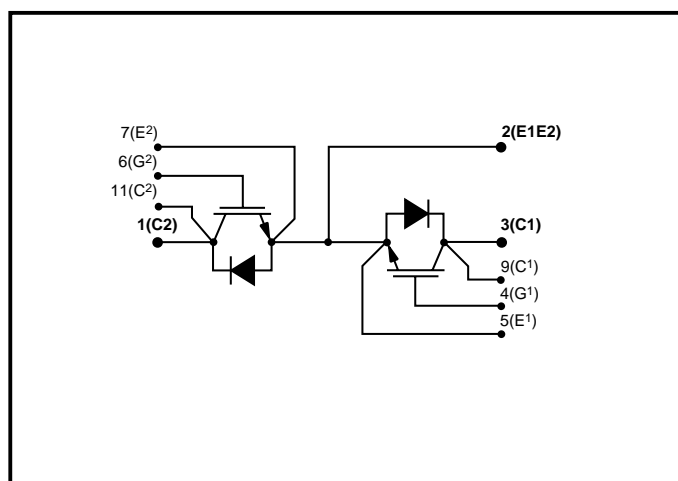 7(E2)
6(G2)
11(C2)
1(C2)
2(E1E2)
3(C1)
9(C1)
4(G1)
5(E1)